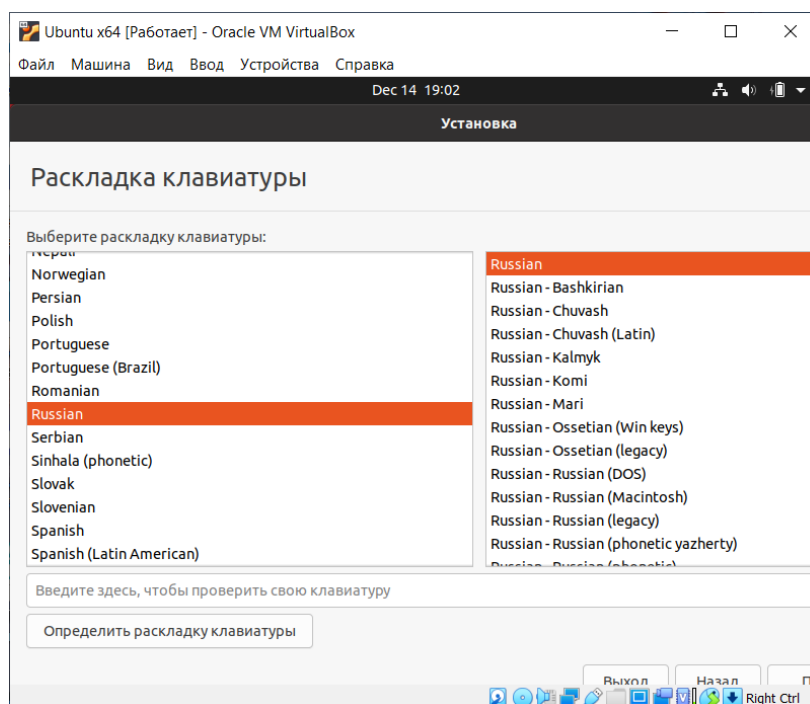 Ubuntu x64 [Работает] - Oracle VM VirtualBox
Файл Машина Вид Ввод Устройства Справка
Dec 14 19:02
Установка
Раскладка клавиатуры
Выберите раскладку клавиатуры:
Nepali
Norwegian
Persian
Polish
Portuguese
Portuguese (Brazil)
Romanian
Russian
Serbian
Sinhala (phonetic)
Slovak
Slovenian
Spanish
Spanish (Latin American)
Russian
Russian - Bashkirian
Russian - Chuvash
Russian - Chuvash (Latin)
Russian - Kalmyk
Russian - Komi
Russian - Mari
Russian - Ossetian (Win keys)
Russian - Ossetian (legacy)
Russian - Russian (DOS)
Russian - Russian (Macintosh)
Russian - Russian (legacy)
Russian - Russian (phonetic yazherty)
Russian - Russian (phonetic)
Введите здесь, чтобы проверить свою клавиатуру
Определить раскладку клавиатуры
Выход Назад
Right Ctrl